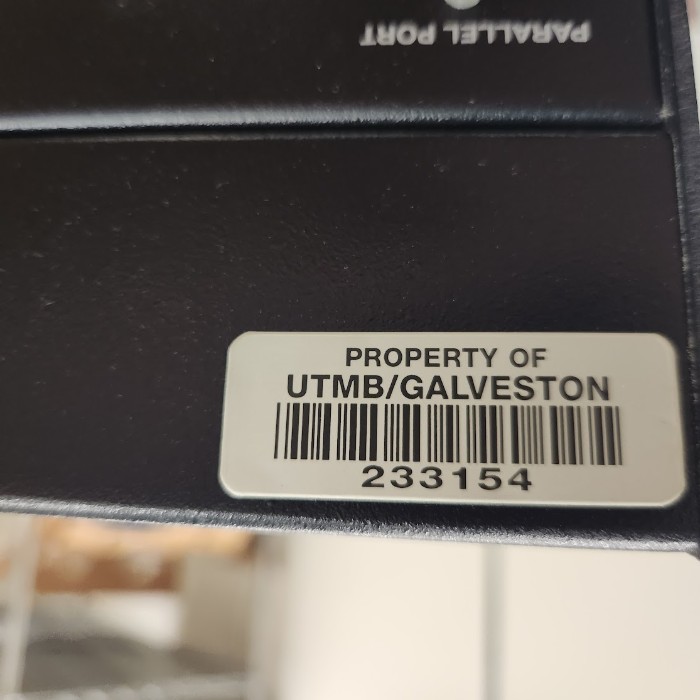 PARALLEL PORT
PROPERTY OF
UTMB/GALVESTON
233154